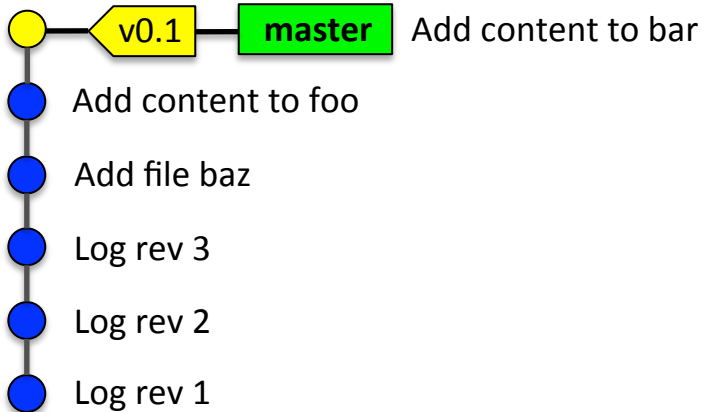 v0.1 master Add content to bar
Add content to foo
Add file baz
Log rev 3
Log rev 2
Log rev 1